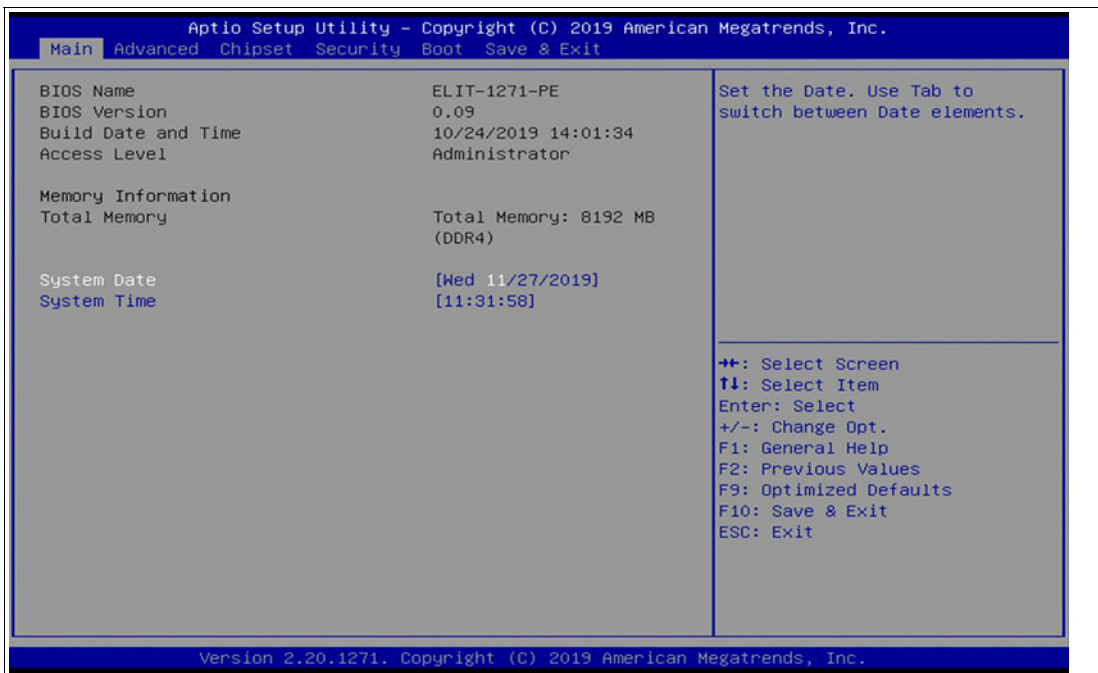 Aptio Setup Utility – Copyright (C) 2019 American Megatrends, Inc.
Main Advanced Chipset Security Boot Save & Exit
BIOS Name ELIT-1271-PE
BIOS Version 0.09
Build Date and Time 10/24/2019 14:01:34
Access Level Administrator
Memory Information
Total Memory Total Memory: 8192 MB
(DDR4)
System Date [Wed 11/27/2019]
System Time [11:31:58]
Set the Date. Use Tab to
switch between Date elements.
→←: Select Screen
↑↓: Select Item
Enter: Select
+/-: Change Opt.
F1: General Help
F2: Previous Values
F9: Optimized Defaults
F10: Save & Exit
ESC: Exit
Version 2.20.1271. Copyright (C) 2019 American Megatrends, Inc.